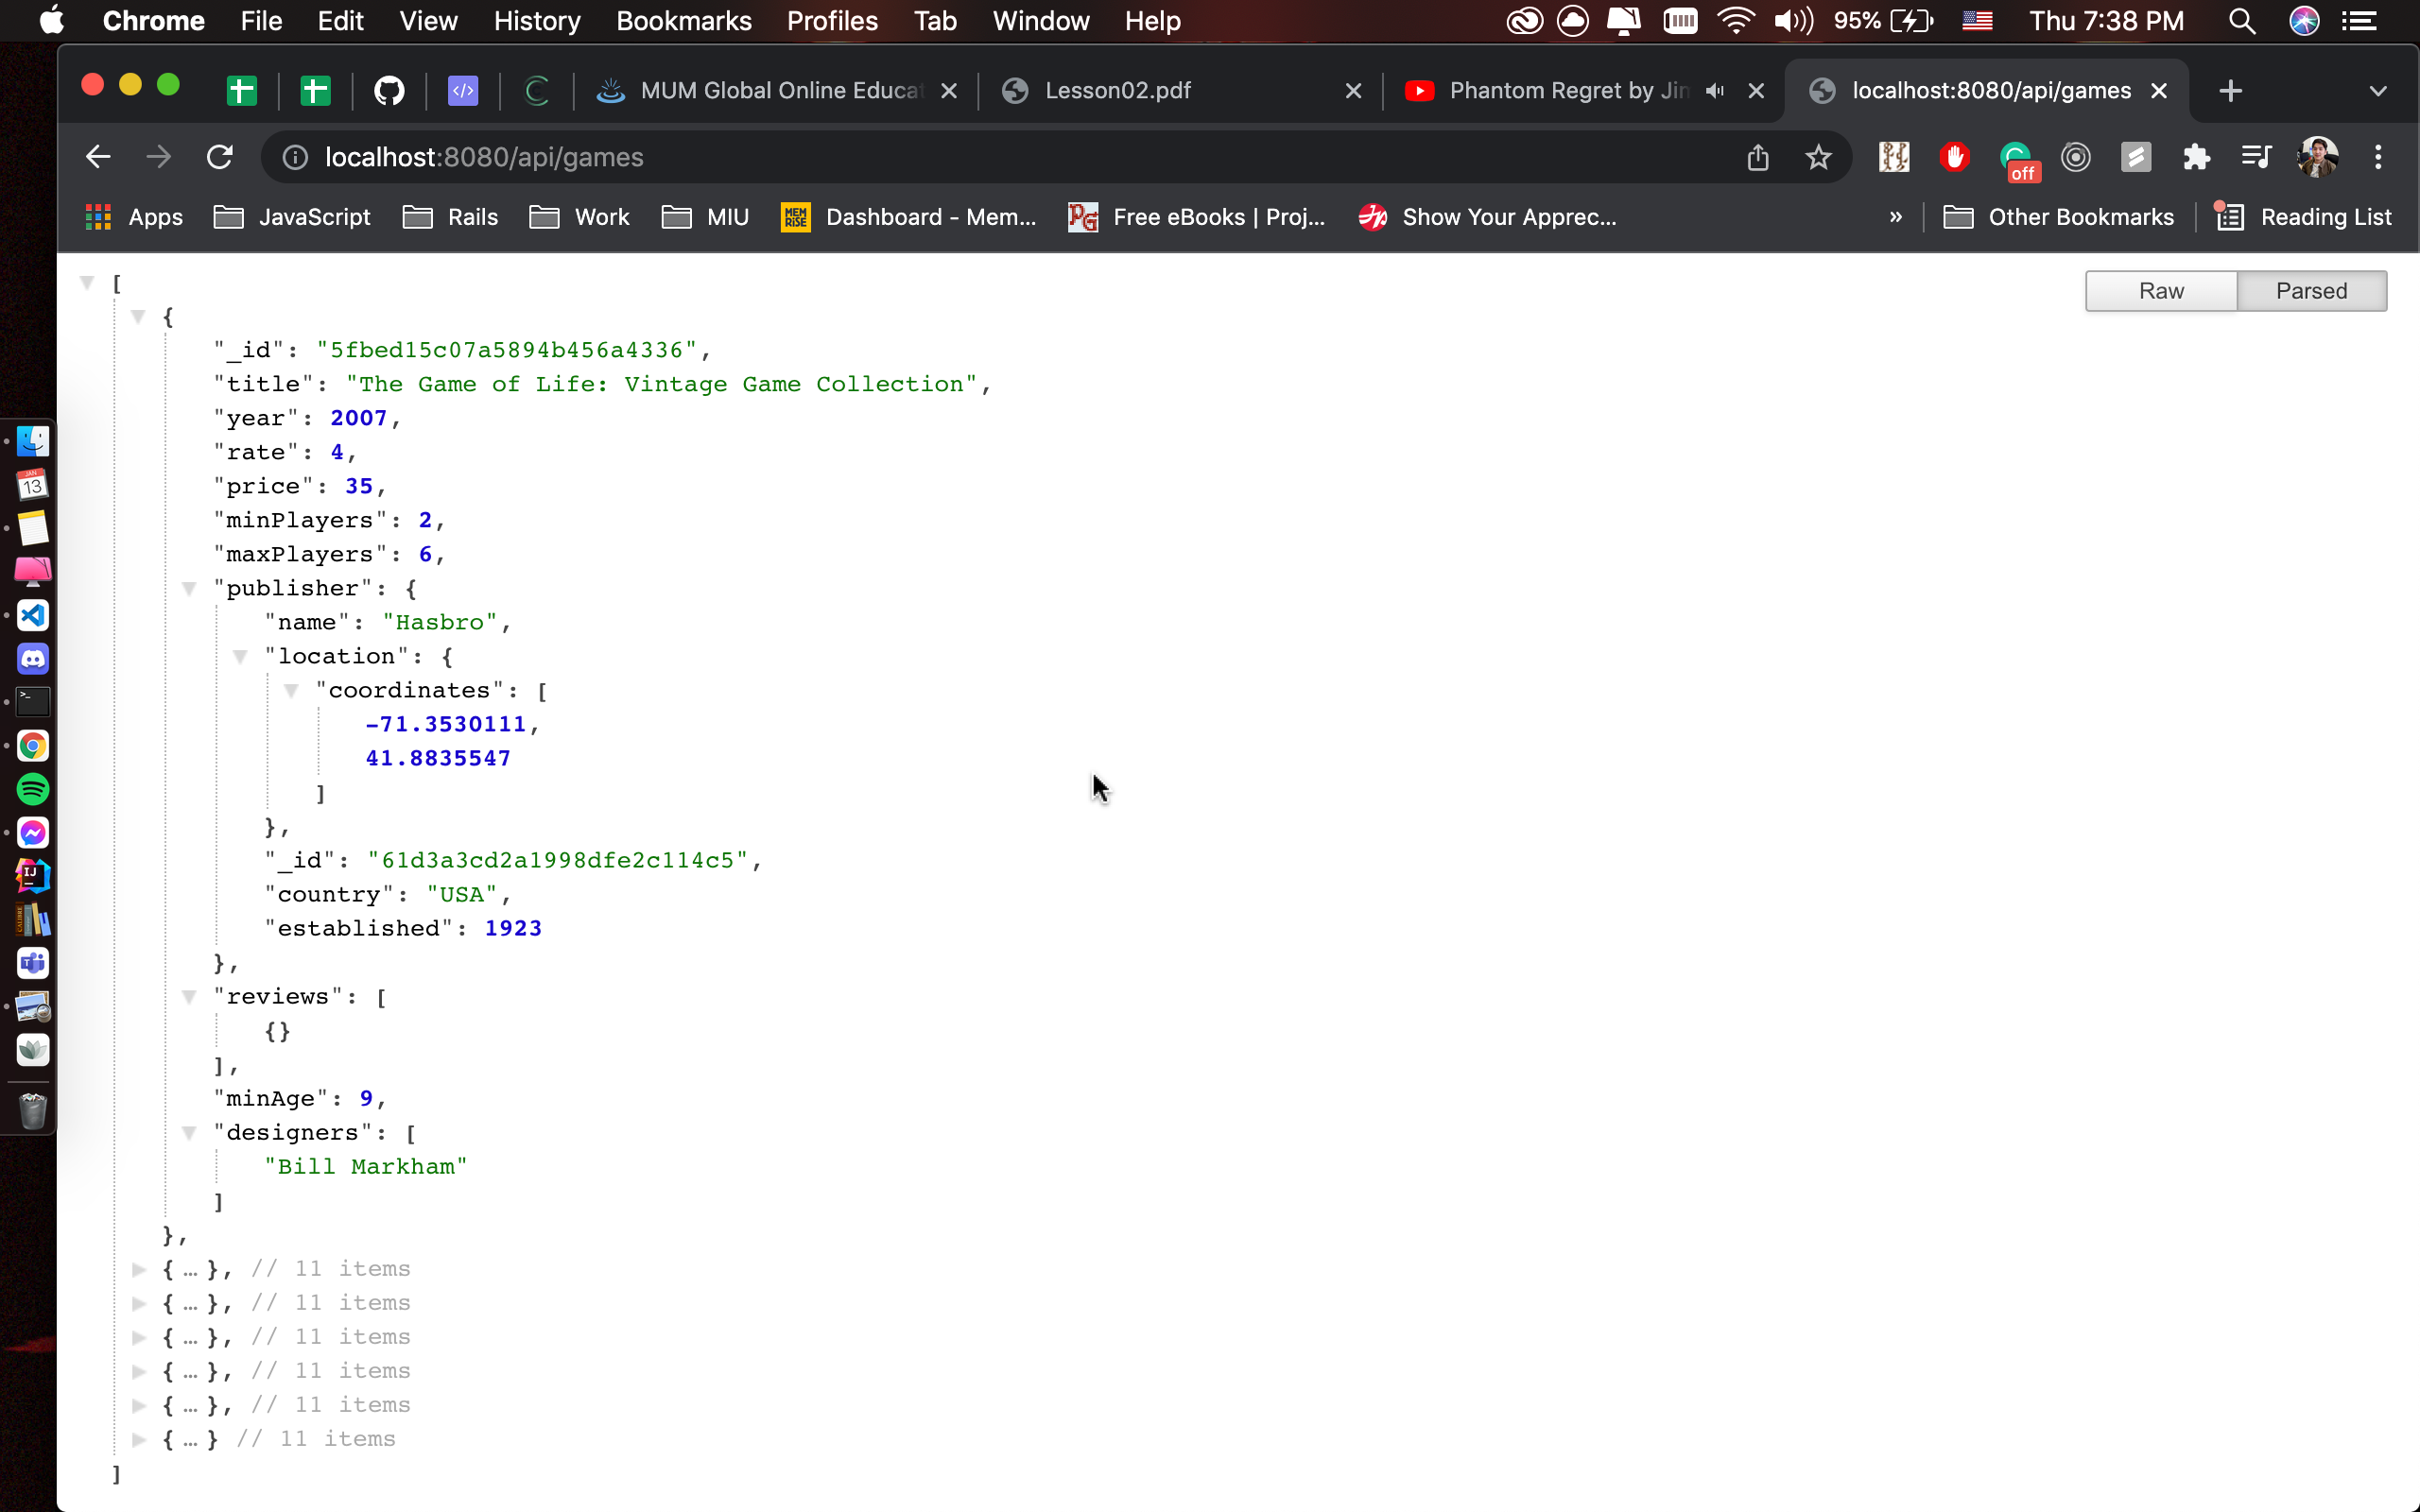 Chrome File Edit View History Bookmarks Profiles Tab Window Help 95% Thu 7:38 PM
MUM Global Online Educa Lesson02.pdf Phantom Regret by Jin localhost:8080/api/games
localhost:8080/api/games
off
Apps JavaScript Rails Work MIU Dashboard - Mem... Free eBooks | Proj... Show Your Apprec... » Other Bookmarks Reading List
Raw Parsed
[
{
"_id": "5fbed15c07a5894b456a4336",
"title": "The Game of Life: Vintage Game Collection",
"year": 2007,
"rate": 4,
"price": 35,
"minPlayers": 2,
"maxPlayers": 6,
"publisher": {
"name": "Hasbro",
"location": {
"coordinates": [
-71.3530111,
41.8835547
]
},
"_id": "61d3a3cd2a1998dfe2c114c5",
"country": "USA",
"established": 1923
},
"reviews": [
{}
],
"minAge": 9,
"designers": [
"Bill Markham"
]
},
{ … }, // 11 items
{ … }, // 11 items
{ … }, // 11 items
{ … }, // 11 items
{ … }, // 11 items
{ … } // 11 items
]
JAN
13
IJ